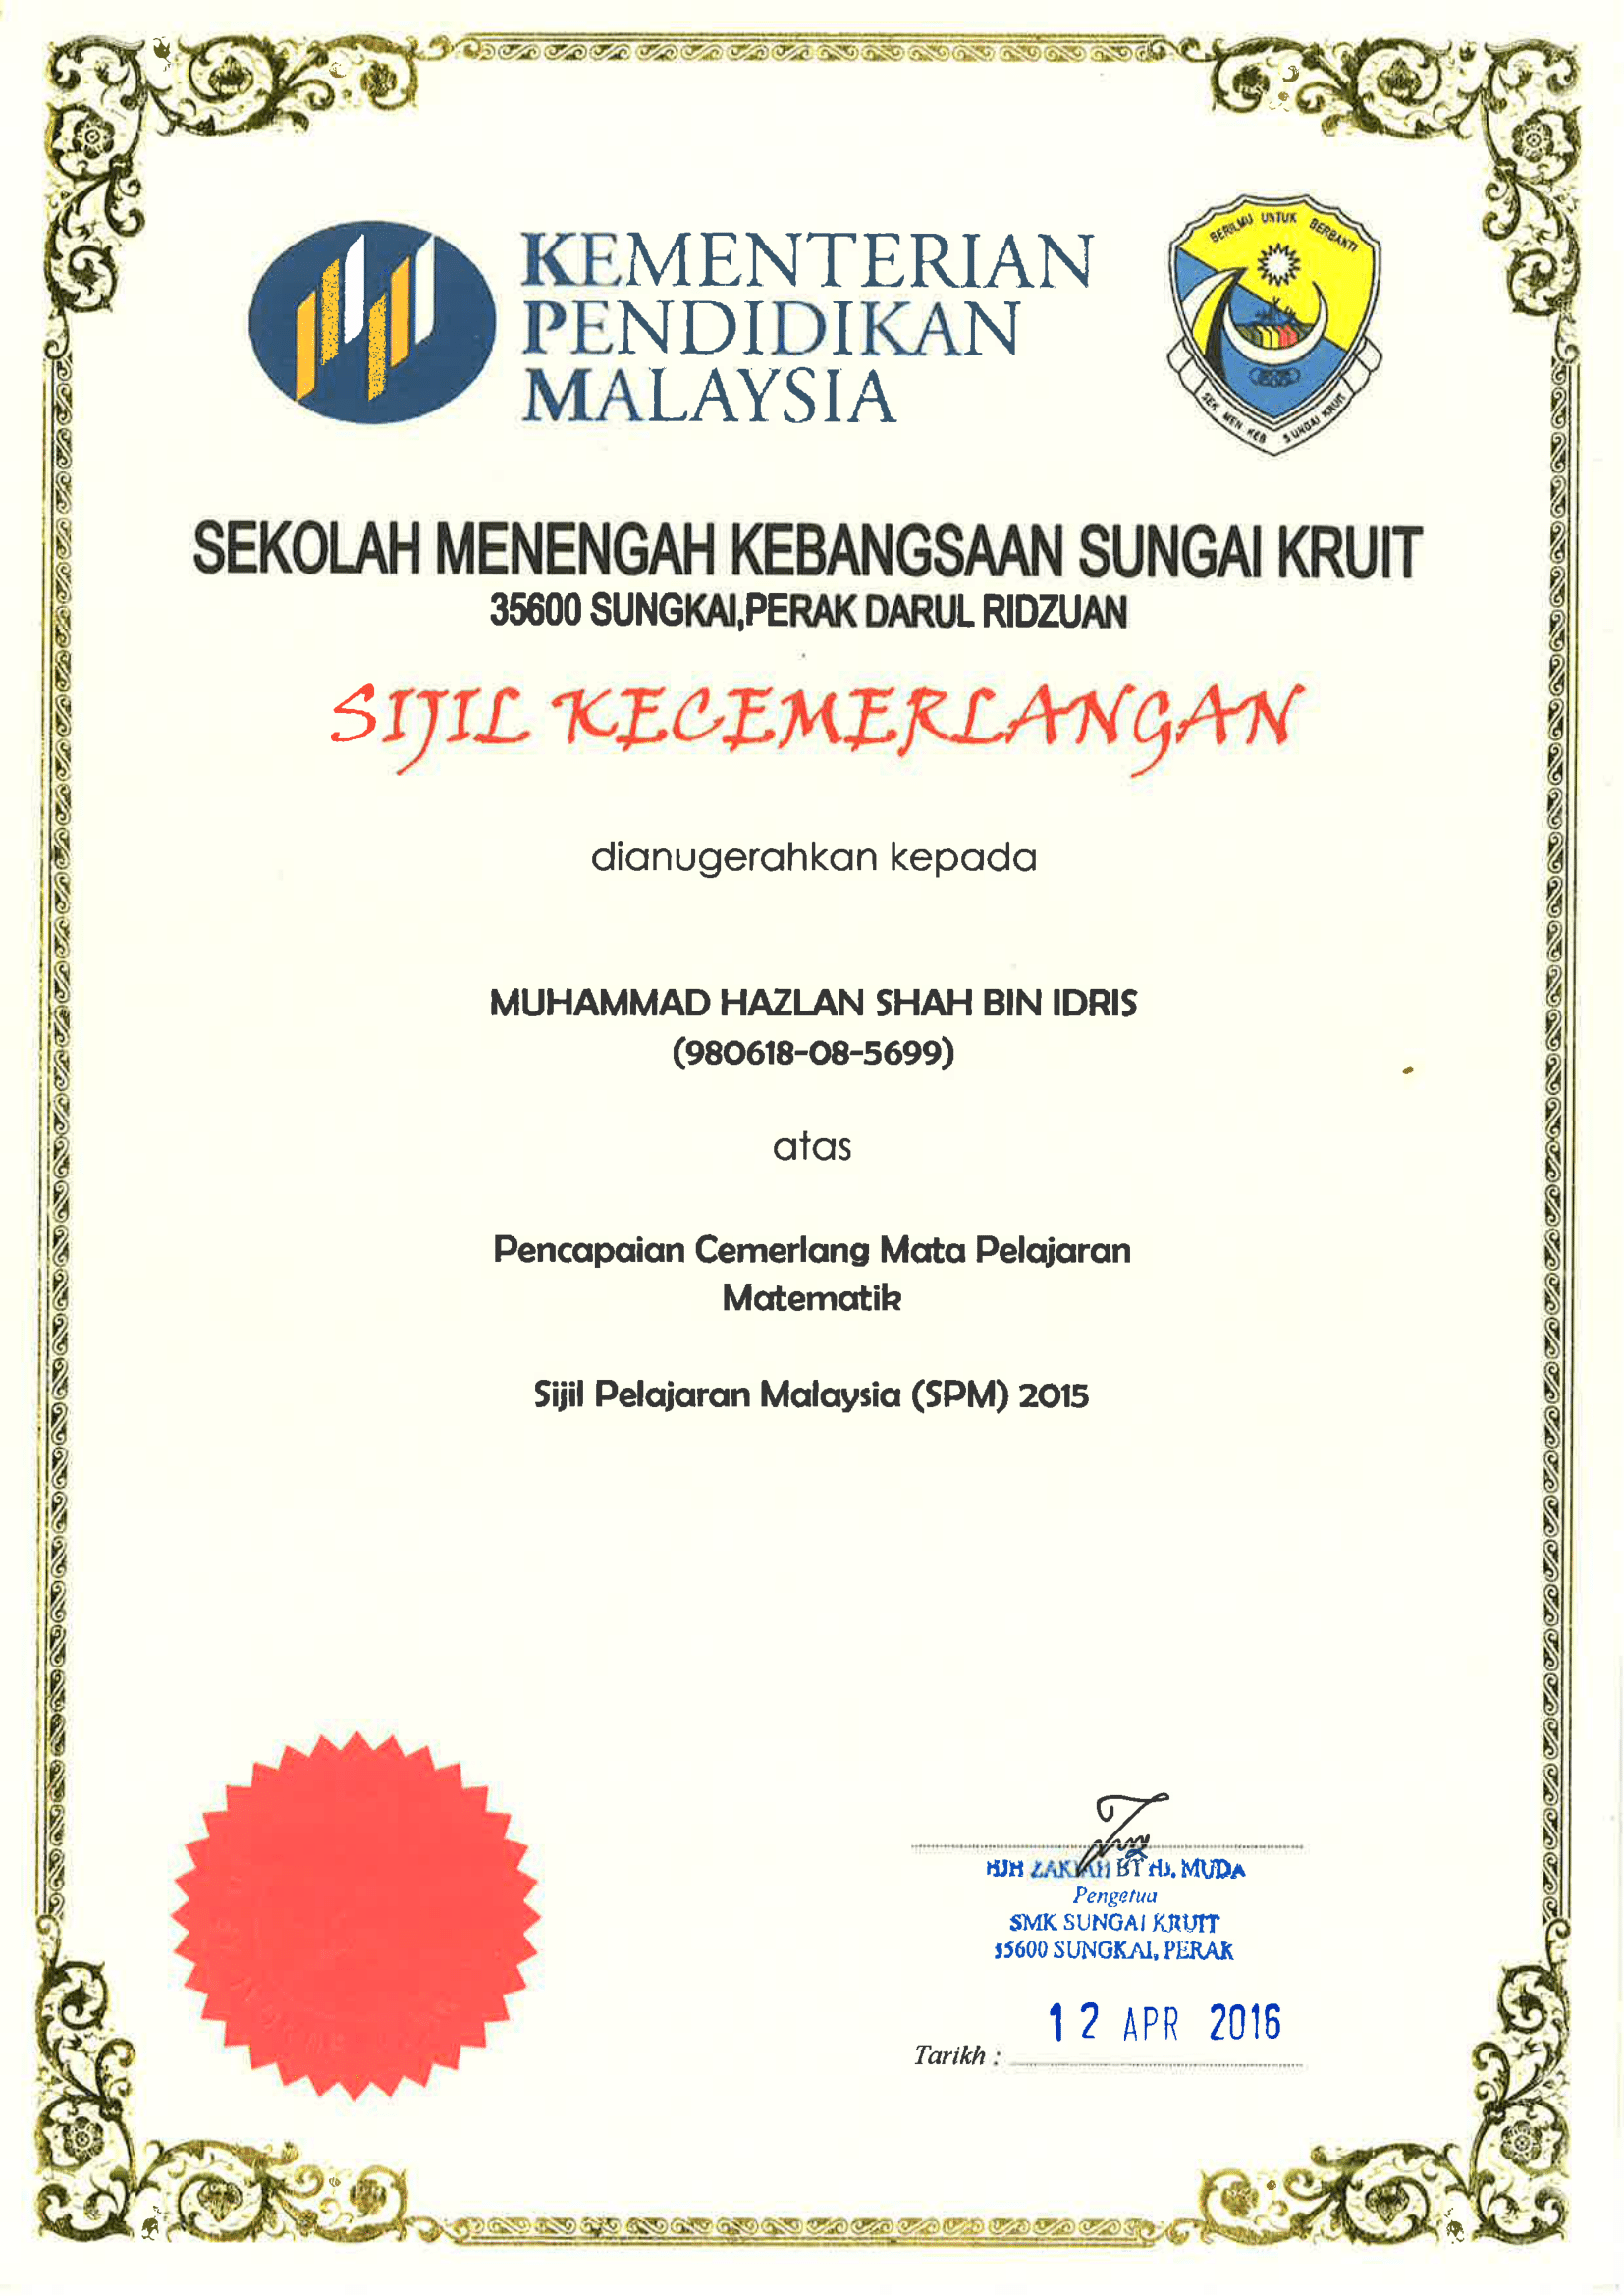 KEMENTERIAN
PENDIDIKAN
MALAYSIA
BERILMU UNTUK BERBAKTI
SEK MEN KEB SUNGAI KRUIT
SEKOLAH MENENGAH KEBANGSAAN SUNGAI KRUIT
35600 SUNGKAI,PERAK DARUL RIDZUAN
SIJIL KECEMERLANGAN
dianugerahkan kepada
MUHAMMAD HAZLAN SHAH BIN IDRIS
(980618-08-5699)
atas
Pencapaian Cemerlang Mata Pelajaran
Matematik
Sijil Pelajaran Malaysia (SPM) 2015
HJH ZAKIAH BT HJ. MUDA
Pengetua
SMK SUNGAI KRUIT
35600 SUNGKAI, PERAK
12 APR 2016
Tarikh :